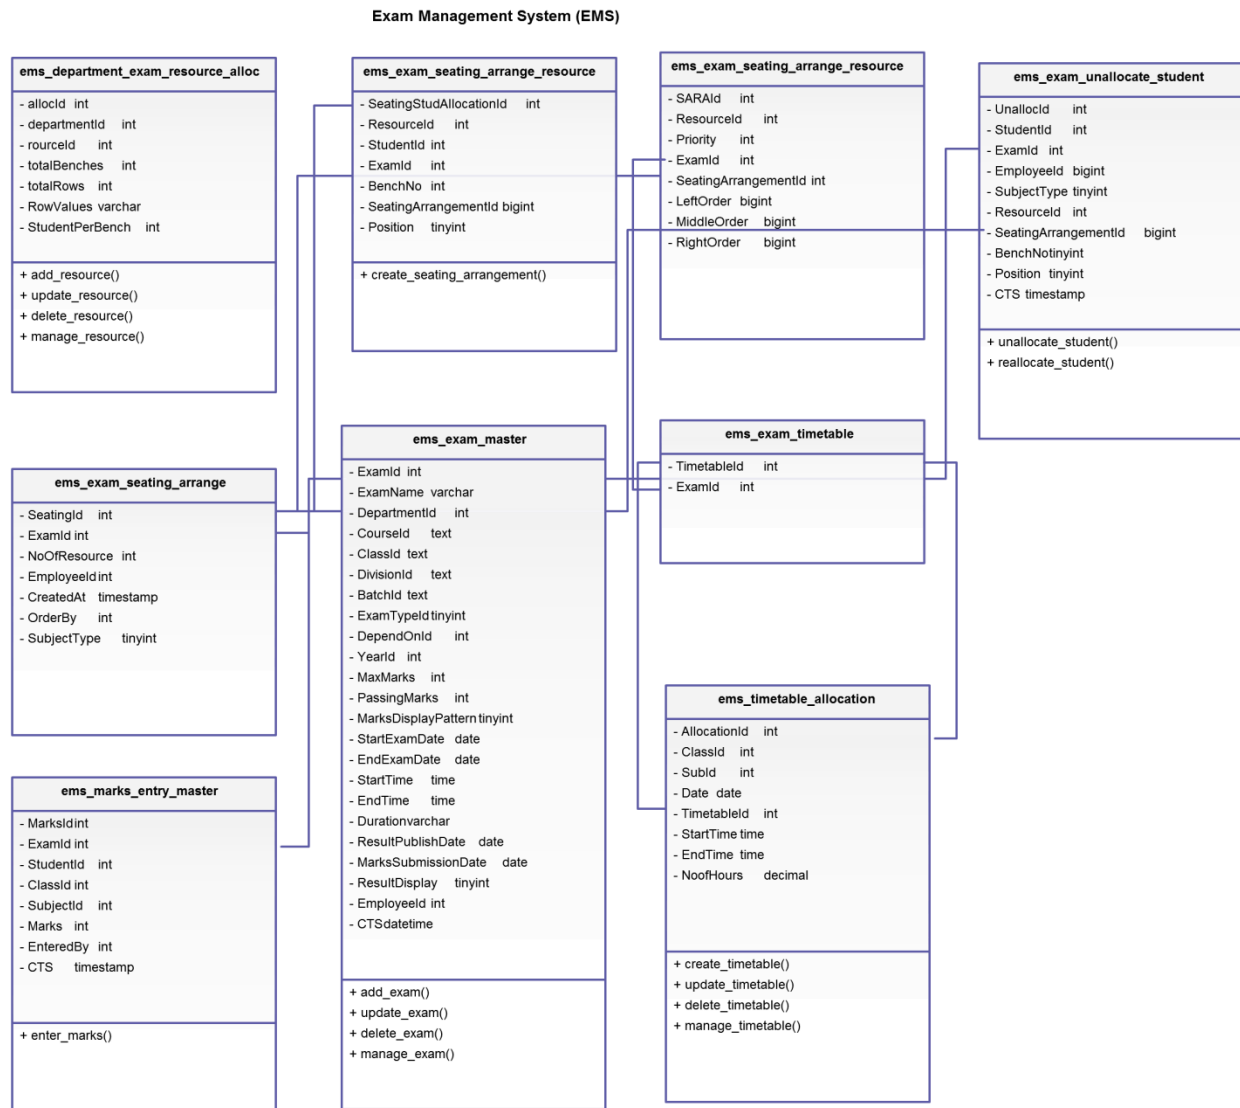 Exam Management System (EMS)
ems_department_exam_resource_alloc
- allocId int
- departmentId int
- rourceId int
- totalBenches int
- totalRows int
- RowValues varchar
- StudentPerBench int
+ add_resource()
+ update_resource()
+ delete_resource()
+ manage_resource()
ems_exam_seating_arrange_resource
- SeatingStudAllocationId int
- ResourceId int
- StudentId int
- ExamId int
- BenchNo int
- SeatingArrangementId bigint
- Position tinyint
+ create_seating_arrangement()
ems_exam_seating_arrange_resource
- SARAId int
- ResourceId int
- Priority int
- ExamId int
- SeatingArrangementId int
- LeftOrder bigint
- MiddleOrder bigint
- RightOrder bigint
ems_exam_unallocate_student
- UnallocId int
- StudentId int
- ExamId int
- EmployeeId bigint
- SubjectType tinyint
- ResourceId int
- SeatingArrangementId bigint
- BenchNotinyint
- Position tinyint
- CTS timestamp
+ unallocate_student()
+ reallocate_student()
ems_exam_seating_arrange
- SeatingId int
- ExamId int
- NoOfResource int
- EmployeeId int
- CreatedAt timestamp
- OrderBy int
- SubjectType tinyint
ems_exam_master
- ExamId int
- ExamName varchar
- DepartmentId int
- CourseId text
- ClassId text
- DivisionId text
- BatchId text
- ExamTypeId tinyint
- DependOnId int
- YearId int
- MaxMarks int
- PassingMarks int
- MarksDisplayPattern tinyint
- StartExamDate date
- EndExamDate date
- StartTime time
- EndTime time
- Durationvarchar
- ResultPublishDate date
- MarksSubmissionDate date
- ResultDisplay tinyint
- EmployeeId int
- CTSdatetime
+ add_exam()
+ update_exam()
+ delete_exam()
+ manage_exam()
ems_exam_timetable
- TimetableId int
- ExamId int
ems_marks_entry_master
- MarksIdint
- ExamId int
- StudentId int
- ClassId int
- SubjectId int
- Marks int
- EnteredBy int
- CTS timestamp
+ enter_marks()
ems_timetable_allocation
- AllocationId int
- ClassId int
- SubId int
- Date date
- TimetableId int
- StartTime time
- EndTime time
- NoofHours decimal
+ create_timetable()
+ update_timetable()
+ delete_timetable()
+ manage_timetable()